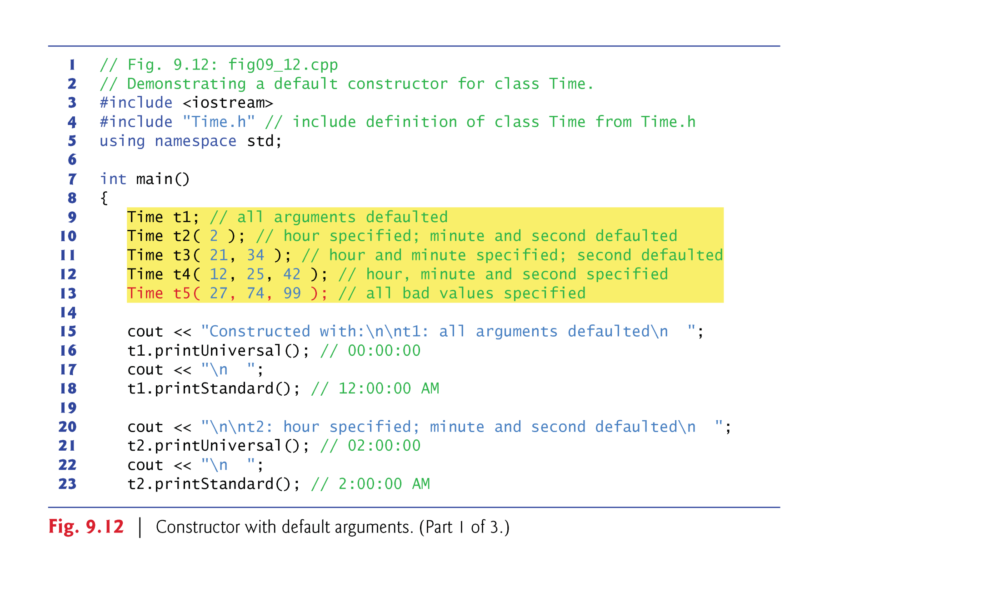 1 // Fig. 9.12: fig09_12.cpp
2 // Demonstrating a default constructor for class Time.
3 #include <iostream>
4 #include "Time.h" // include definition of class Time from Time.h
5 using namespace std;
6
7 int main()
8 {
9    Time t1; // all arguments defaulted
10    Time t2( 2 ); // hour specified; minute and second defaulted
11    Time t3( 21, 34 ); // hour and minute specified; second defaulted
12    Time t4( 12, 25, 42 ); // hour, minute and second specified
13    Time t5( 27, 74, 99 ); // all bad values specified
14
15    cout << "Constructed with:\n\nt1: all arguments defaulted\n  ";
16    t1.printUniversal(); // 00:00:00
17    cout << "\n  ";
18    t1.printStandard(); // 12:00:00 AM
19
20    cout << "\n\nt2: hour specified; minute and second defaulted\n  ";
21    t2.printUniversal(); // 02:00:00
22    cout << "\n  ";
23    t2.printStandard(); // 2:00:00 AM
Fig. 9.12 | Constructor with default arguments. (Part 1 of 3.)